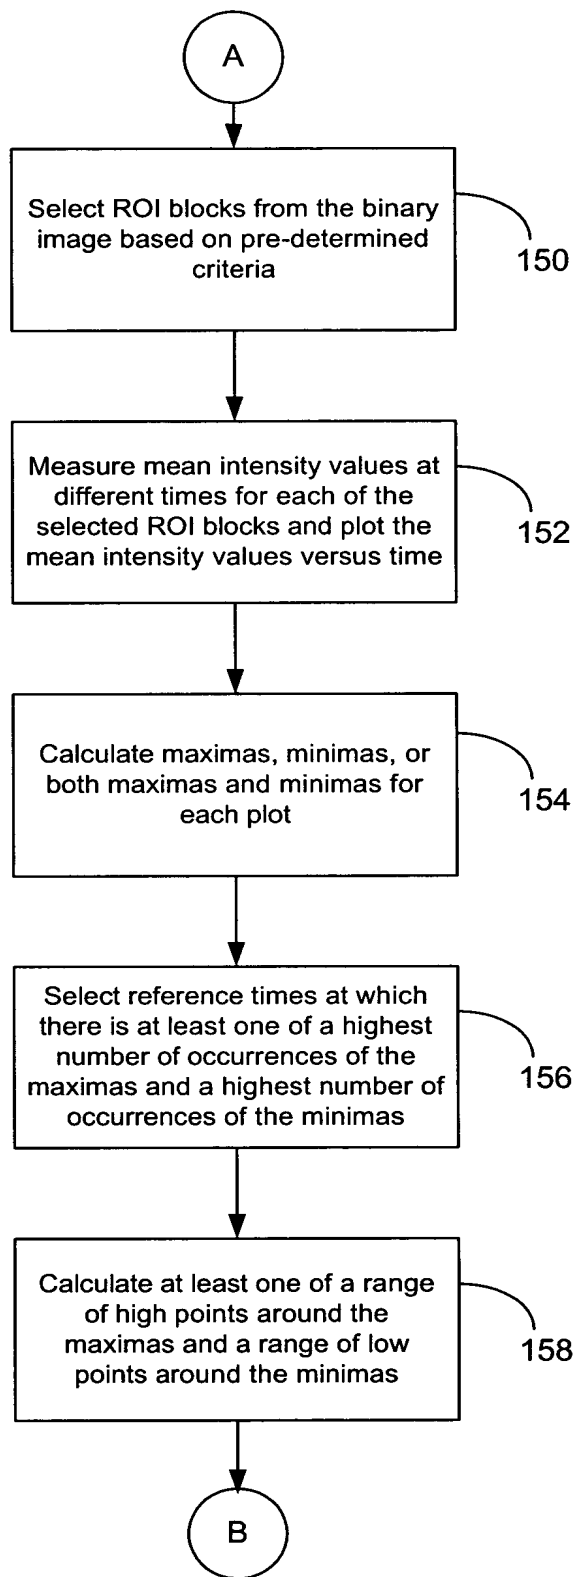 A
Select ROI blocks from the binary
image based on pre-determined
criteria
150
Measure mean intensity values at
different times for each of the
selected ROI blocks and plot the
mean intensity values versus time
152
Calculate maximas, minimas, or
both maximas and minimas for
each plot
154
Select reference times at which
there is at least one of a highest
number of occurrences of the
maximas and a highest number of
occurrences of the minimas
156
Calculate at least one of a range
of high points around the
maximas and a range of low
points around the minimas
158
B